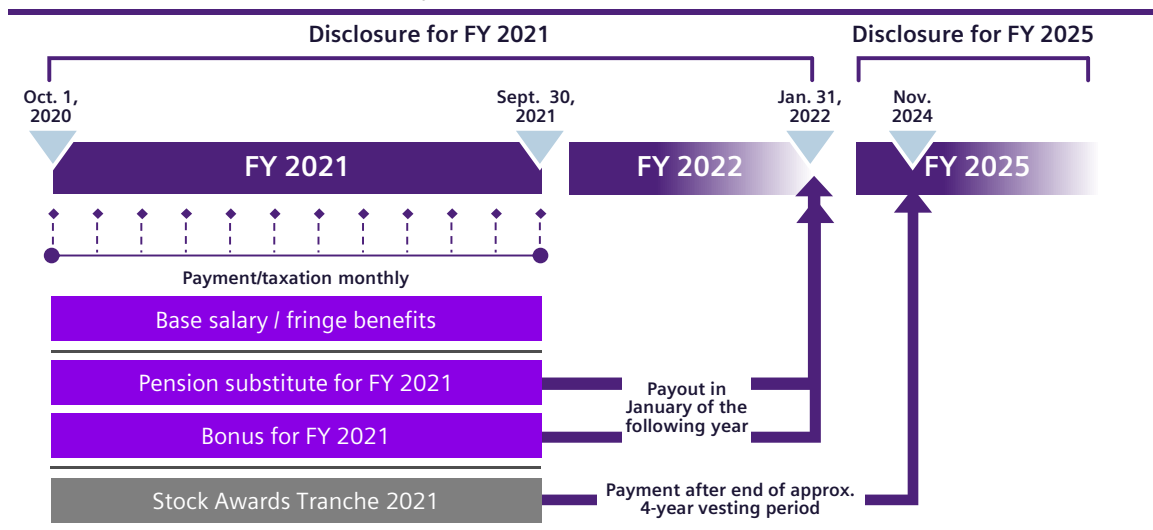 Disclosure for FY 2021
Disclosure for FY 2025
Oct. 1,
2020
Sept. 30,
2021
Jan. 31,
2022
Nov.
2024
FY 2021
FY 2022
FY 2025
Payment/taxation monthly
Base salary / fringe benefits
Pension substitute for FY 2021
Bonus for FY 2021
Payout in
January of the
following year
Stock Awards Tranche 2021
Payment after end of approx.
4-year vesting period